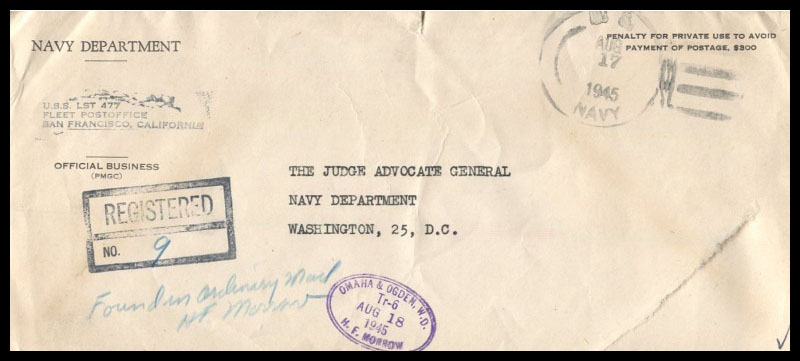 NAVY DEPARTMENT
U.S.S. LST 477
FLEET POSTOFFICE
SAN FRANCISCO, CALIFORNIA
OFFICIAL BUSINESS
(PMGC)
PENALTY FOR PRIVATE USE TO AVOID
PAYMENT OF POSTAGE, $300
AUG
17
1945
NAVY
THE JUDGE ADVOCATE GENERAL
NAVY DEPARTMENT
WASHINGTON, 25, D.C.
REGISTERED
NO. 9
Found in ordinary mail
HF Morrow
OMAHA & OGDEN, W.D.
Tr-6
AUG 18
1945
H. F. MORROW